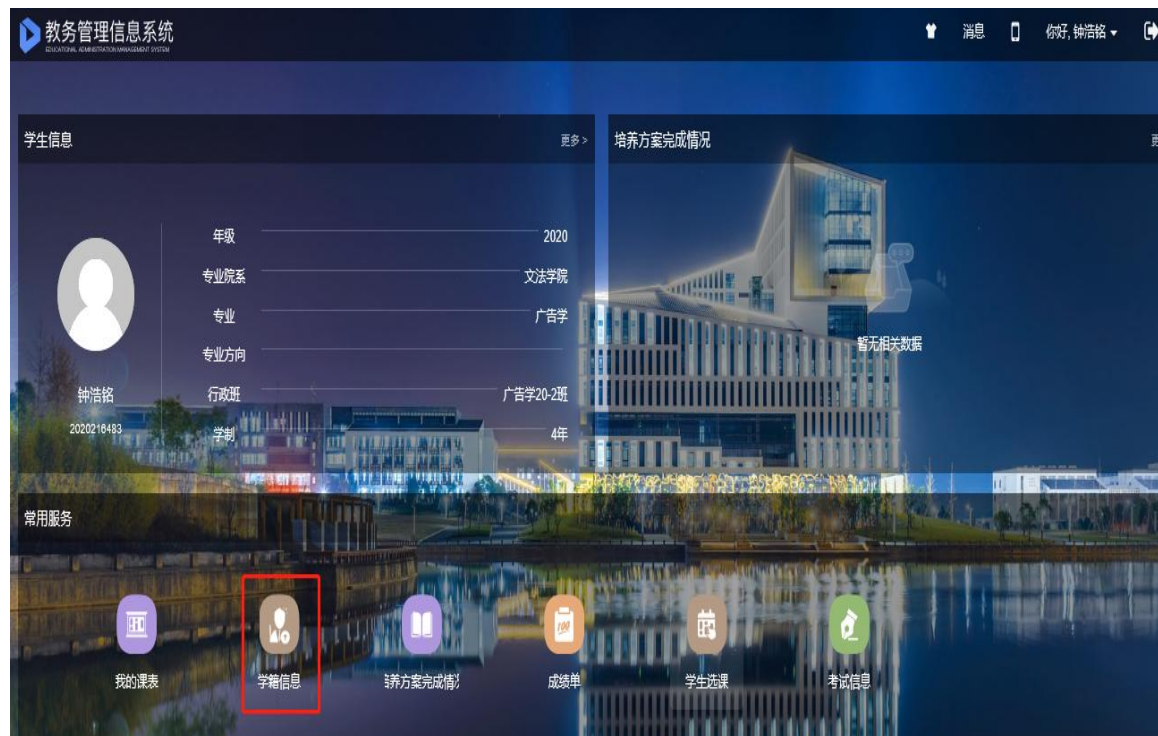 教务管理信息系统
EDUCATIONAL ADMINISTRATION MANAGEMENT SYSTEM
消息
你好, 钟浩铭
学生信息
更多 >
年级 2020
专业院系 文法学院
专业 广告学
专业方向
行政班 广告学20-2班
学制 4年
钟浩铭
2020216483
培养方案完成情况
暂无相关数据
常用服务
我的课表
学籍信息
养方案完成情
成绩单
学生选课
考试信息